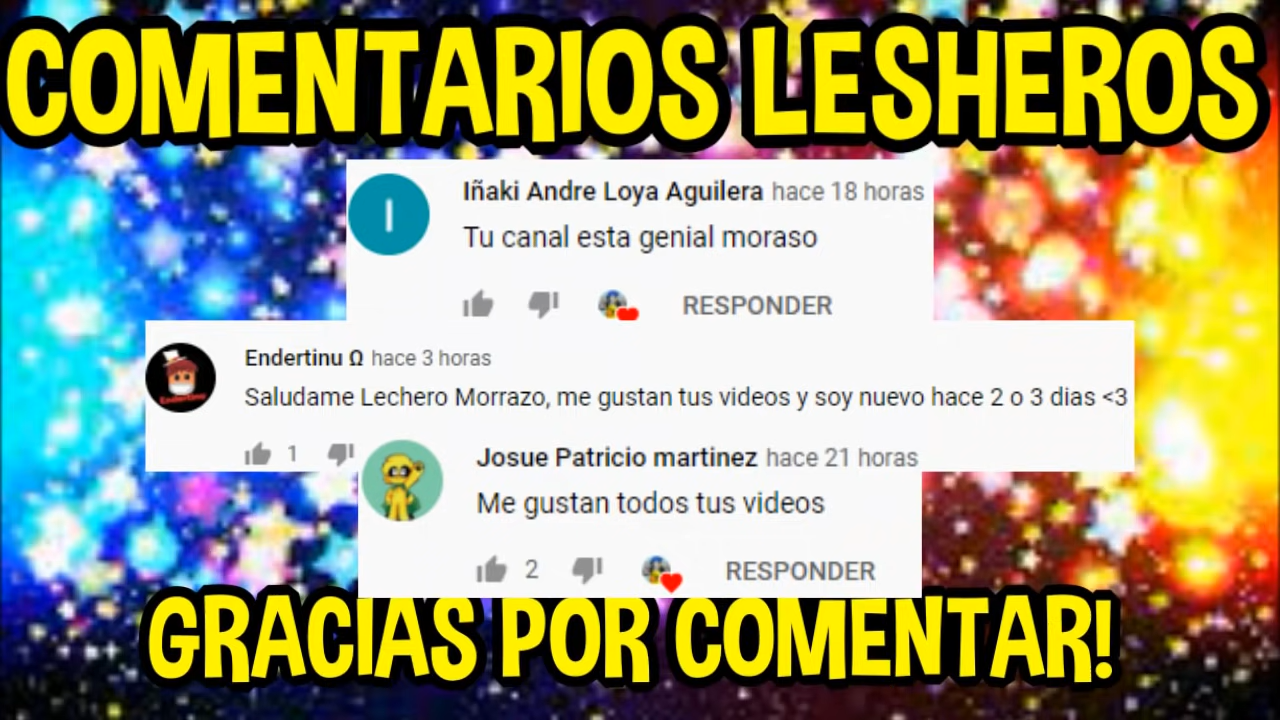 COMENTARIOS LESHEROS
I
Iñaki Andre Loya Aguilera hace 18 horas
Tu canal esta genial moraso
RESPONDER
Endertinu Ω hace 3 horas
Saludame Lechero Morrazo, me gustan tus videos y soy nuevo hace 2 o 3 dias <3
1
Josue Patricio martinez hace 21 horas
Me gustan todos tus videos
2 RESPONDER
GRACIAS POR COMENTAR!